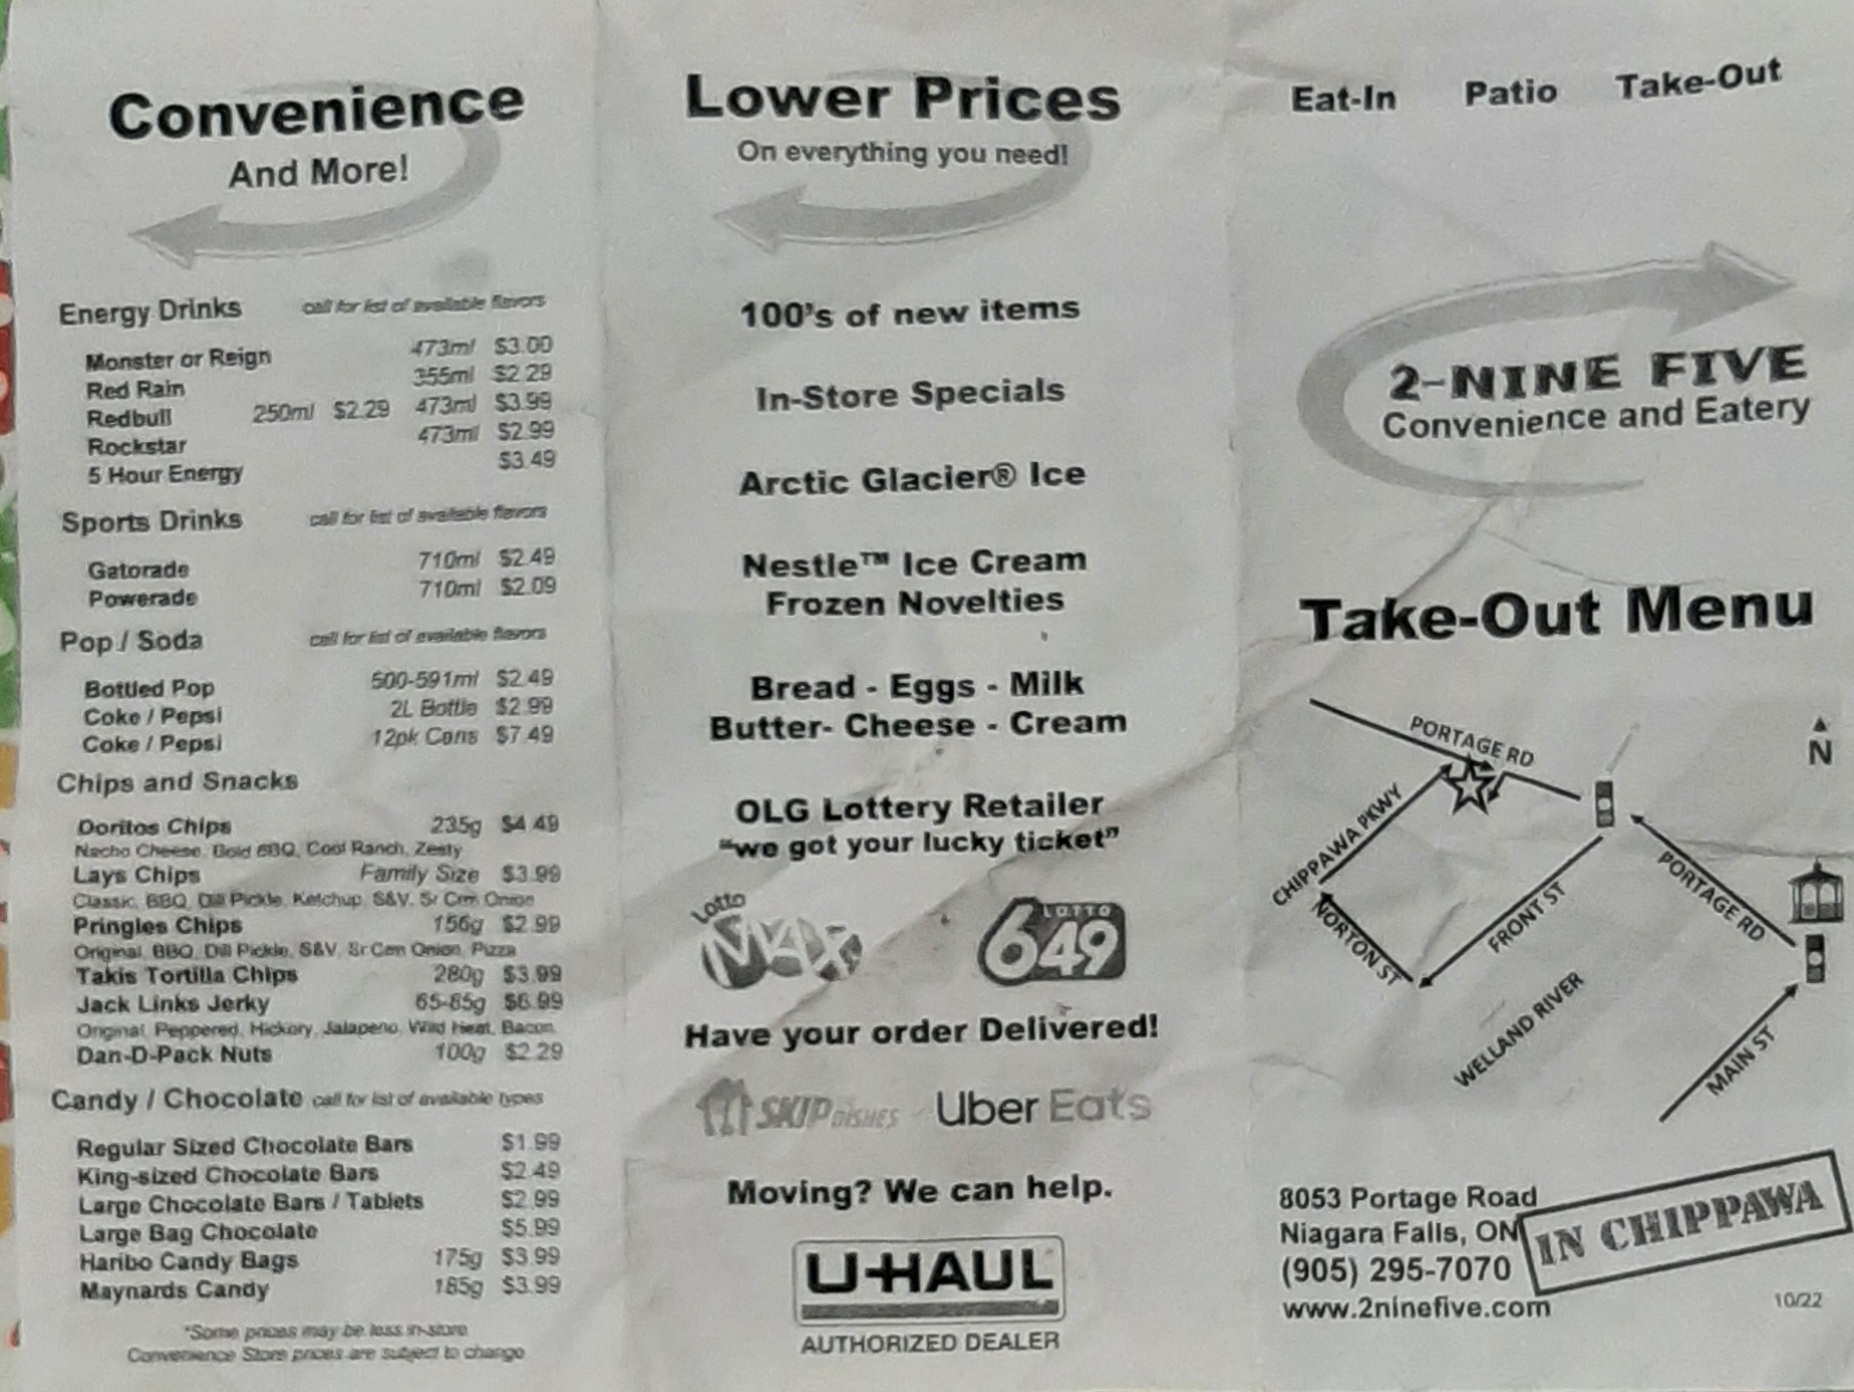 Convenience
And More!
Energy Drinks call for list of available flavors
Monster or Reign 473ml $3.00
Red Rain 355ml $2.29
Redbull 250ml $2.29 473ml $3.99
Rockstar 473ml $2.99
5 Hour Energy $3.49
Sports Drinks call for list of available flavors
Gatorade 710ml $2.49
Powerade 710ml $2.09
Pop / Soda call for list of available flavors
Bottled Pop 500-591ml $2.49
Coke / Pepsi 2L Bottle $2.99
Coke / Pepsi 12pk Cans $7.49
Chips and Snacks
Doritos Chips 235g $4.49
Nacho Cheese, Bold BBQ, Cool Ranch, Zesty
Lays Chips Family Size $3.99
Classic, BBQ, Dill Pickle, Ketchup, S&V, Sr Crm Onion
Pringles Chips 156g $2.99
Original, BBQ, Dill Pickle, S&V, Sr Crm Onion, Pizza
Takis Tortilla Chips 280g $3.99
Jack Links Jerky 65-85g $6.99
Original, Peppered, Hickory, Jalapeno, Wild Heat, Bacon
Dan-D-Pack Nuts 100g $2.29
Candy / Chocolate call for list of available types
Regular Sized Chocolate Bars $1.99
King-sized Chocolate Bars $2.49
Large Chocolate Bars / Tablets $2.99
Large Bag Chocolate $5.99
Haribo Candy Bags 175g $3.99
Maynards Candy 185g $3.99
*Some prices may be less in-store
Convenience Store prices are subject to change
Lower Prices
On everything you need!
100's of new items
In-Store Specials
Arctic Glacier® Ice
Nestle™ Ice Cream
Frozen Novelties
Bread - Eggs - Milk
Butter- Cheese - Cream
OLG Lottery Retailer
"we got your lucky ticket"
Lotto
MAX
LOTTO
649
Have your order Delivered!
SKIP THE DISHES Uber Eats
Moving? We can help.
U-HAUL
AUTHORIZED DEALER
Eat-In Patio Take-Out
2-NINE FIVE
Convenience and Eatery
Take-Out Menu
PORTAGE RD
N
CHIPPAWA PKWY
NORTON ST
FRONT ST
PORTAGE RD
WELLAND RIVER
MAIN ST
8053 Portage Road
Niagara Falls, ON
(905) 295-7070
www.2ninefive.com
IN CHIPPAWA
10/22